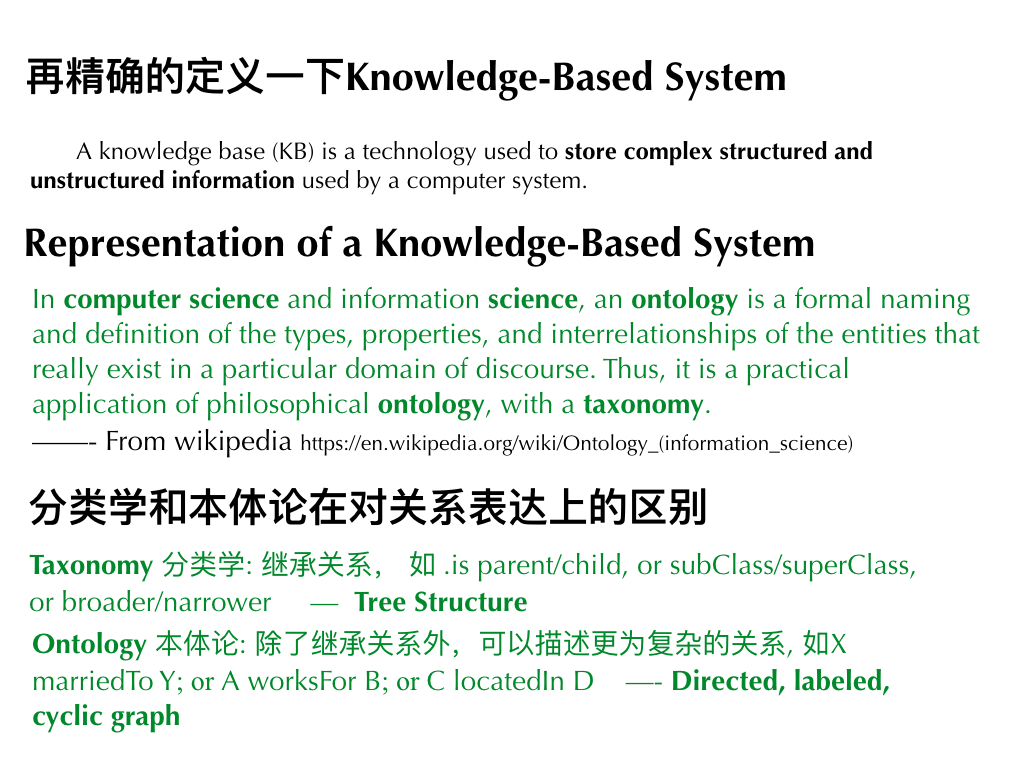 再精确的定义一下Knowledge-Based System
A knowledge base (KB) is a technology used to store complex structured and
unstructured information used by a computer system.
Representation of a Knowledge-Based System
In computer science and information science, an ontology is a formal naming
and definition of the types, properties, and interrelationships of the entities that
really exist in a particular domain of discourse. Thus, it is a practical
application of philosophical ontology, with a taxonomy.
——- From wikipedia https://en.wikipedia.org/wiki/Ontology_(information_science)
分类学和本体论在对关系表达上的区别
Taxonomy 分类学: 继承关系， 如 .is parent/child, or subClass/superClass,
or broader/narrower — Tree Structure
Ontology 本体论: 除了继承关系外，可以描述更为复杂的关系, 如X
marriedTo Y; or A worksFor B; or C locatedIn D —- Directed, labeled,
cyclic graph